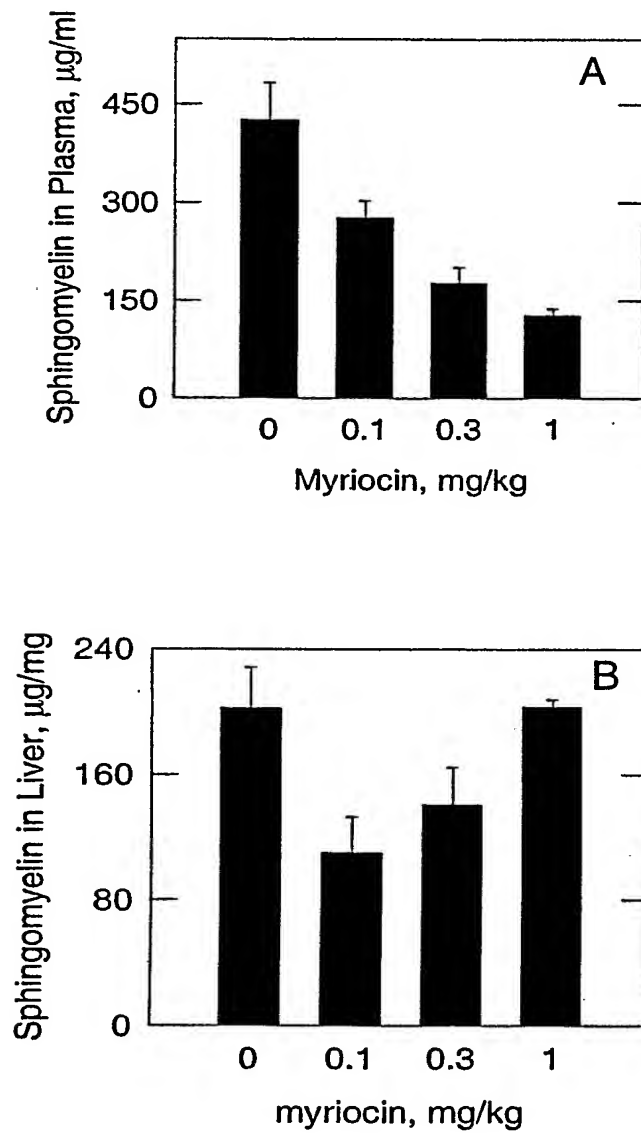 A
Sphingomyelin in Plasma, µg/ml
450
300
150
0
0 0.1 0.3 1
Myriocin, mg/kg
B
Sphingomyelin in Liver, µg/mg
240
160
80
0
0 0.1 0.3 1
myriocin, mg/kg